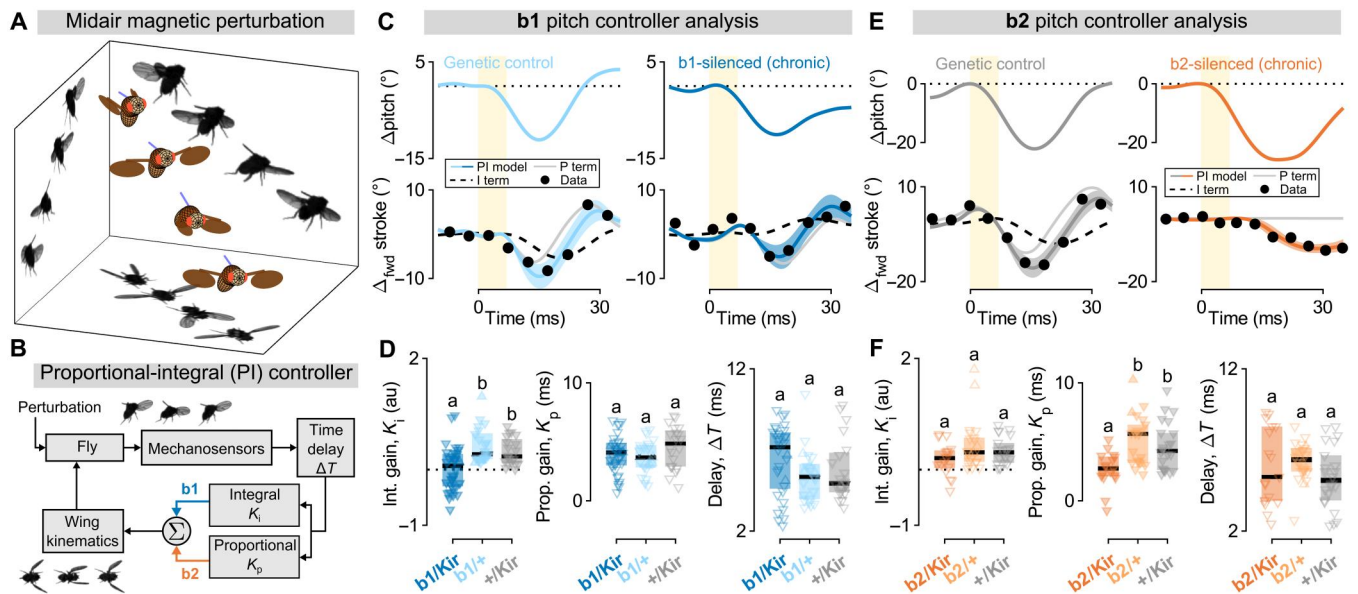 A Midair magnetic perturbation
B Proportional-integral (PI) controller
Perturbation
Fly
Mechanosensors
Time
delay
ΔT
Integral
Ki
b1
Σ
Wing
kinematics
b2
Proportional
Kp
C b1 pitch controller analysis
Genetic control
b1-silenced (chronic)
Δpitch (°)
5
−15
5
−15
PI model
P term
I term
Data
Δfwd stroke (°)
10
−10
10
−10
0
30
0
30
Time (ms)
Time (ms)
D
Int. gain, Ki (au)
2
−1
a
b
b
b1/Kir
b1/+
+/Kir
Prop. gain, Kp (ms)
10
0
a
a
a
b1/Kir
b1/+
+/Kir
Delay, ΔT (ms)
12
2
a
a
a
b1/Kir
b1/+
+/Kir
E b2 pitch controller analysis
Genetic control
b2-silenced (chronic)
Δpitch (°)
0
−20
0
−20
PI model
P term
I term
Data
Δfwd stroke (°)
10
−20
10
−20
0
30
0
30
Time (ms)
Time (ms)
F
Int. gain, Ki (au)
2
−1
a
a
a
b2/Kir
b2/+
+/Kir
Prop. gain, Kp (ms)
10
0
a
b
b
b2/Kir
b2/+
+/Kir
Delay, ΔT (ms)
12
2
a
a
a
b2/Kir
b2/+
+/Kir